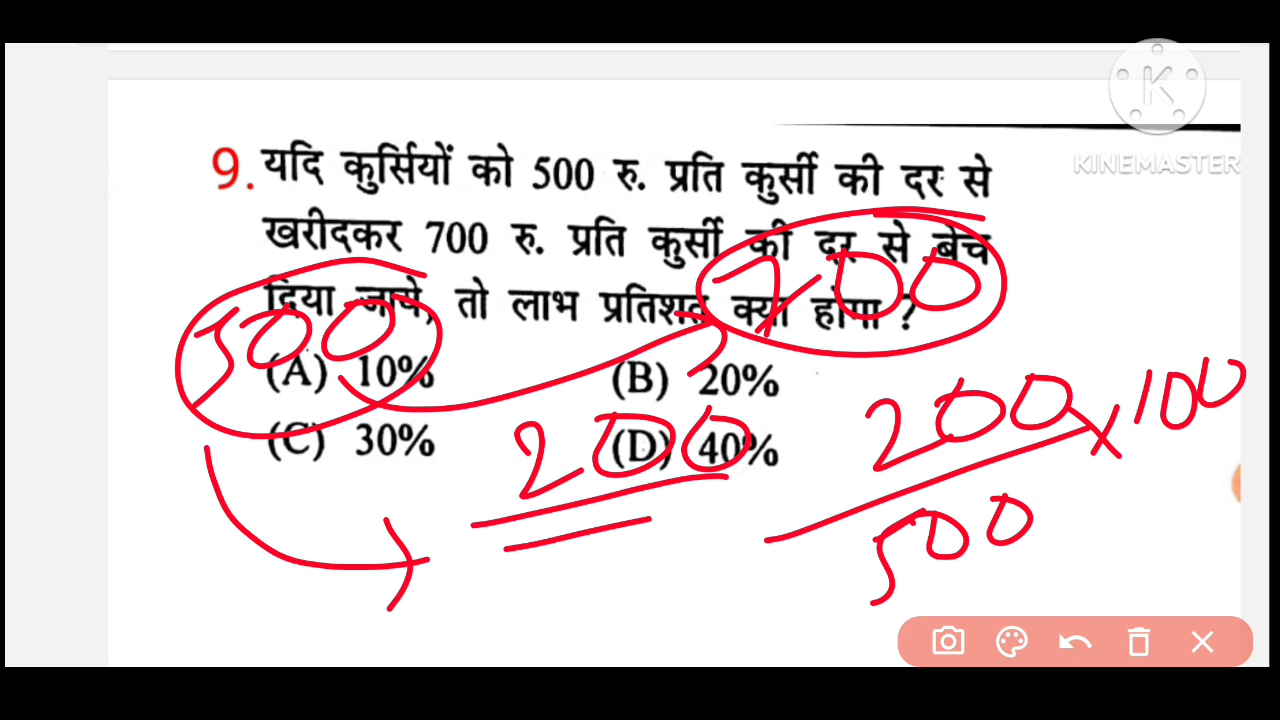 KINEMASTER
9. यदि कुर्सियों को 500 रु. प्रति कुर्सी की दर से
खरीदकर 700 रु. प्रति कुर्सी की दर से बेच
दिया जाये, तो लाभ प्रतिशत क्या होगा ?
500 700
(A) 10% (B) 20%
(C) 30% (D) 40%
200
200 x 100
500